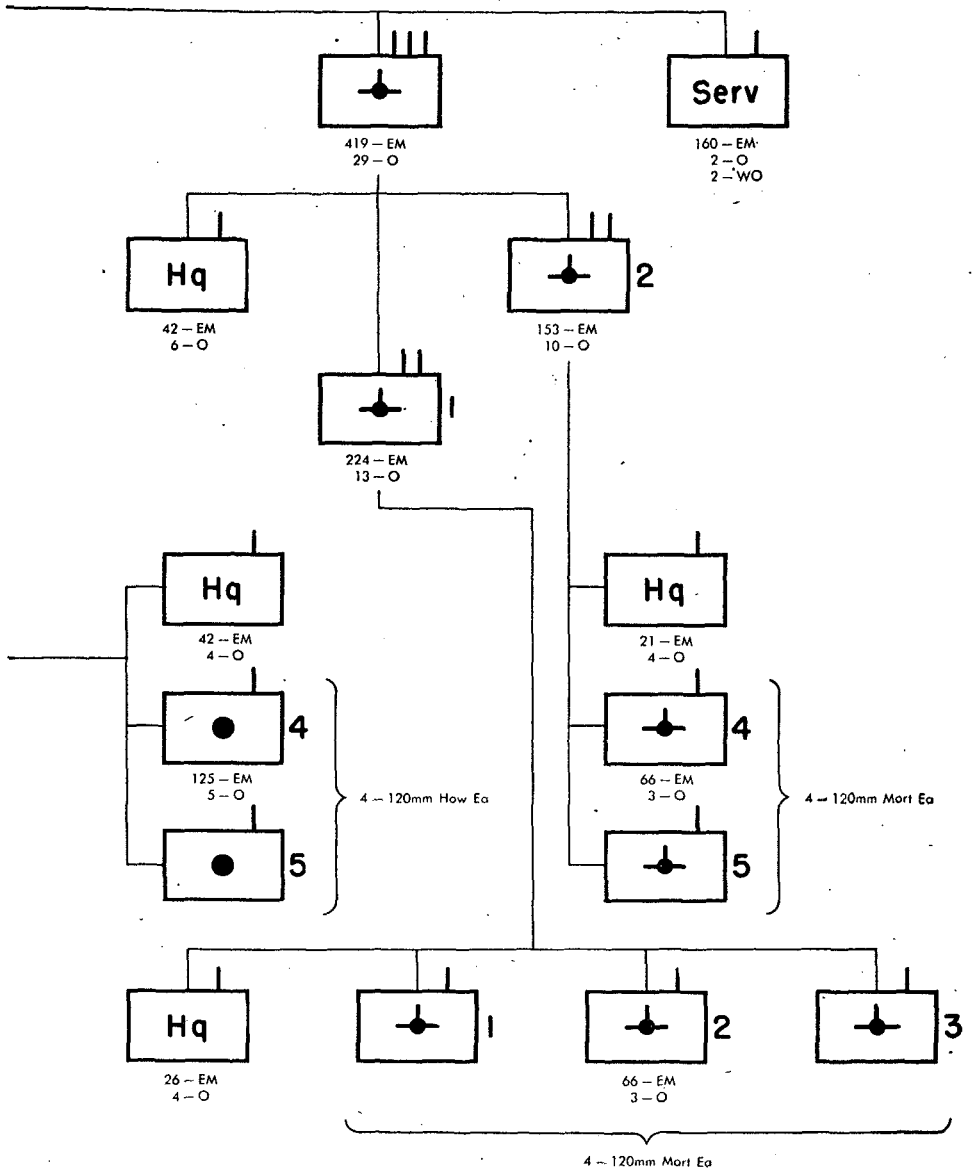 Serv
419 — EM
29 — O
160 — EM
2 — O
2 — WO
Hq
2
42 — EM
6 — O
153 — EM
10 — O
1
224 — EM
13 — O
Hq
42 — EM
4 — O
4
125 — EM
5 — O
5
4 — 120mm How Ea
Hq
21 — EM
4 — O
4
66 — EM
3 — O
5
4 — 120mm Mort Ea
Hq
1
2
3
26 — EM
4 — O
66 — EM
3 — O
4 — 120mm Mort Ea